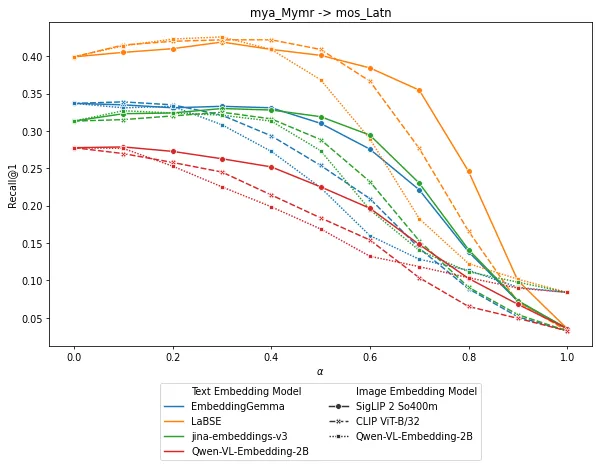 mya_Mymr -> mos_Latn
Recall@1
0.40
0.35
0.30
0.25
0.20
0.15
0.10
0.05
0.0 0.2 0.4 0.6 0.8 1.0
α
Text Embedding Model
EmbeddingGemma
LaBSE
jina-embeddings-v3
Qwen-VL-Embedding-2B
Image Embedding Model
SigLIP 2 So400m
CLIP ViT-B/32
Qwen-VL-Embedding-2B